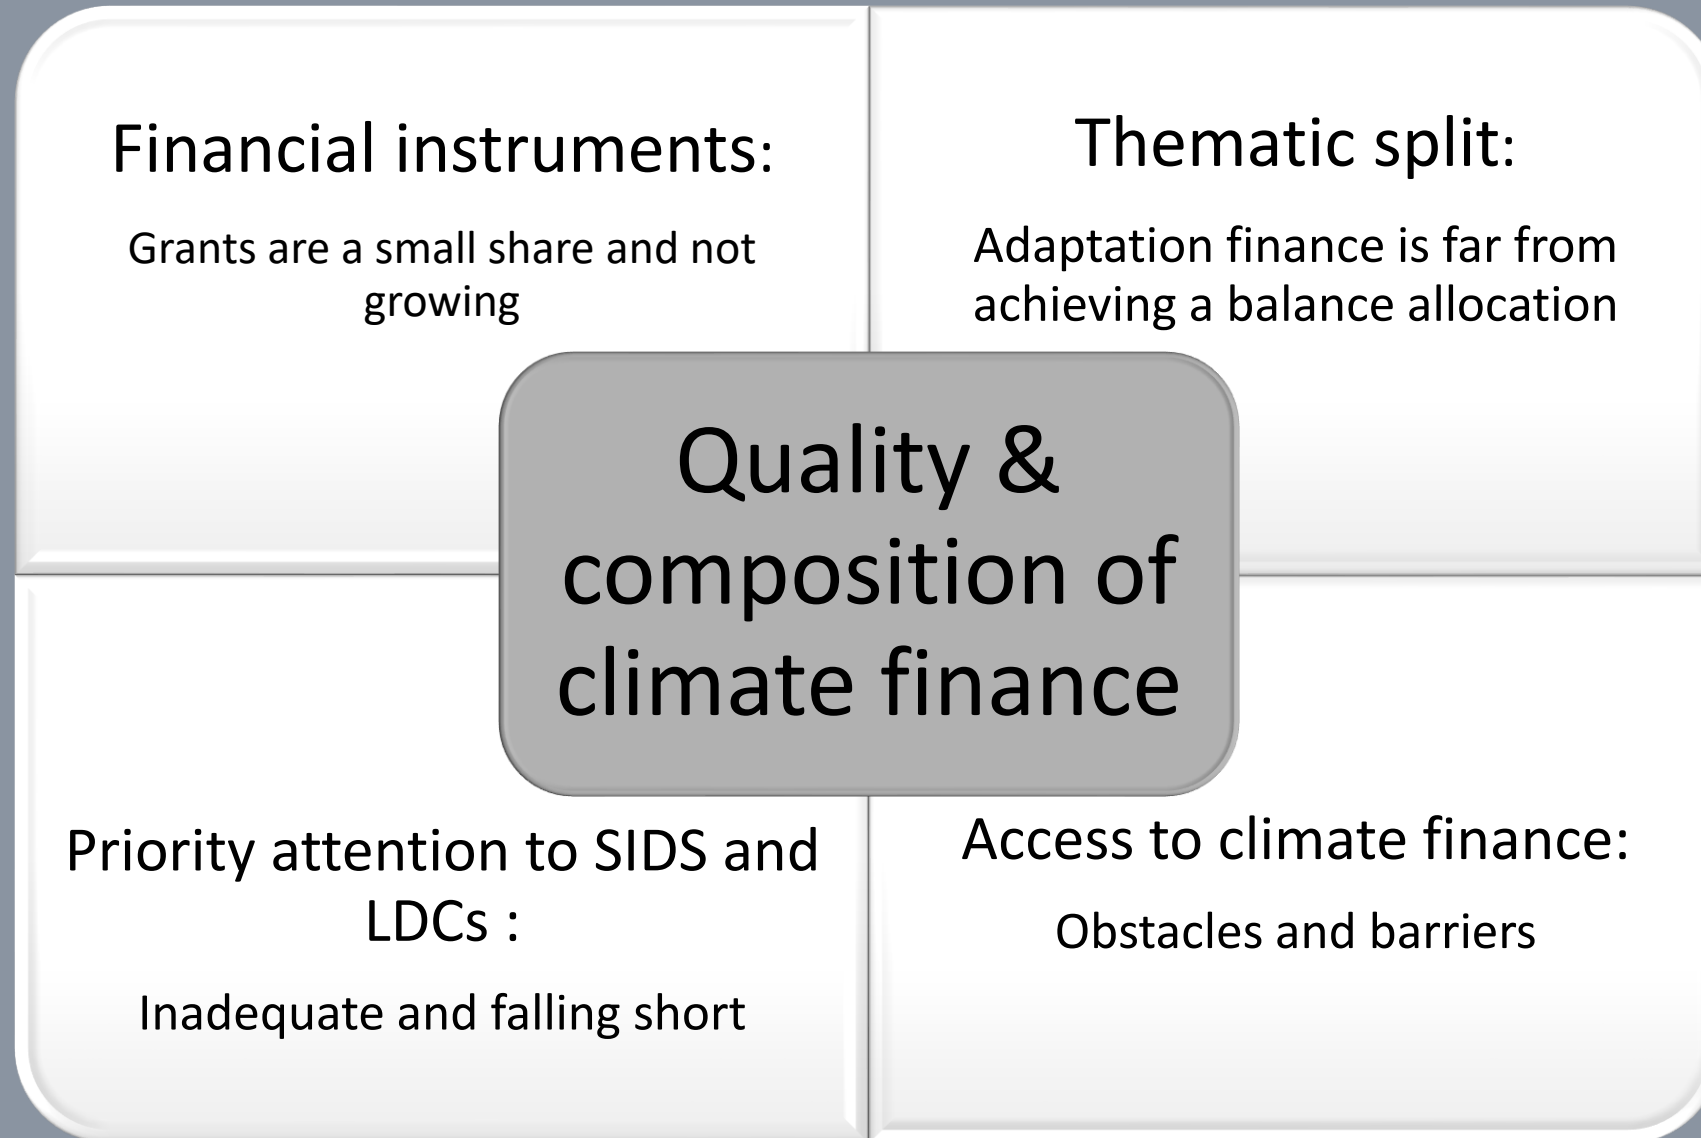 Financial instruments:
Grants are a small share and not
growing
Thematic split:
Adaptation finance is far from
achieving a balance allocation
Quality &
composition of
climate finance
Priority attention to SIDS and
LDCs :
Inadequate and falling short
Access to climate finance:
Obstacles and barriers